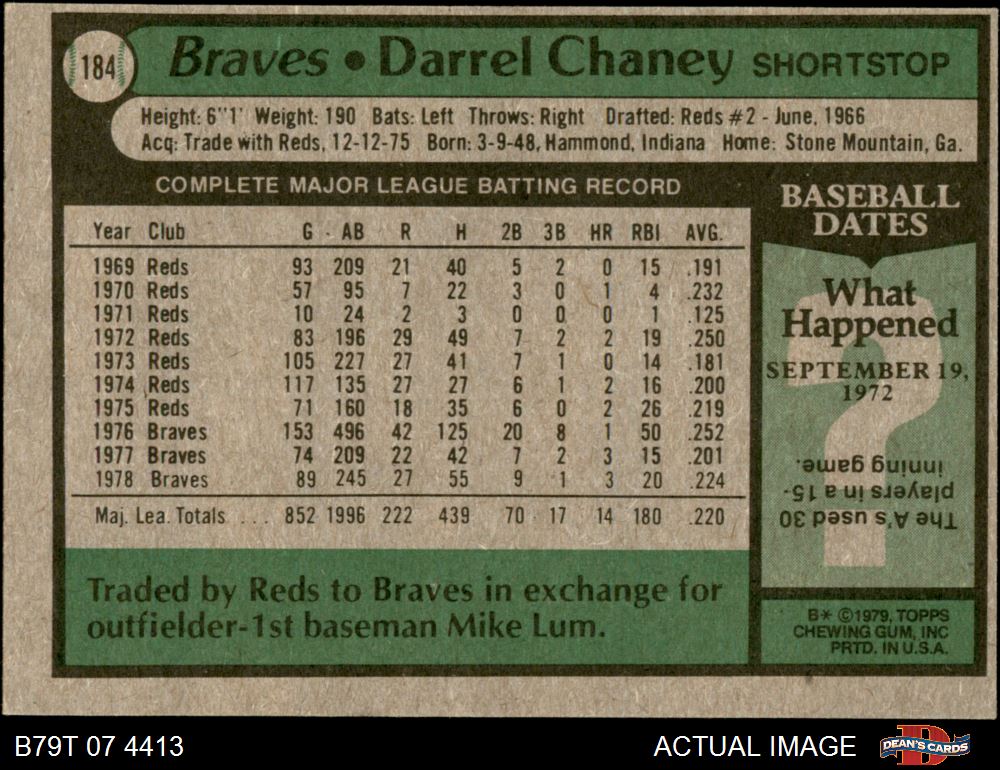 184
Braves • Darrel Chaney SHORTSTOP
Height: 6"1' Weight: 190 Bats: Left Throws: Right Drafted: Reds #2 - June, 1966
Acq: Trade with Reds, 12-12-75 Born: 3-9-48, Hammond, Indiana Home: Stone Mountain, Ga.
COMPLETE MAJOR LEAGUE BATTING RECORD
Year Club G AB R H 2B 3B HR RBI AVG.
1969 Reds 93 209 21 40 5 2 0 15 .191
1970 Reds 57 95 7 22 3 0 1 4 .232
1971 Reds 10 24 2 3 0 0 0 1 .125
1972 Reds 83 196 29 49 7 2 2 19 .250
1973 Reds 105 227 27 41 7 1 0 14 .181
1974 Reds 117 135 27 27 6 1 2 16 .200
1975 Reds 71 160 18 35 6 0 2 26 .219
1976 Braves 153 496 42 125 20 8 1 50 .252
1977 Braves 74 209 22 42 7 2 3 15 .201
1978 Braves 89 245 27 55 9 1 3 20 .224
Maj. Lea. Totals ... 852 1996 222 439 70 17 14 180 .220
Traded by Reds to Braves in exchange for
outfielder-1st baseman Mike Lum.
BASEBALL
DATES
What
Happened
SEPTEMBER 19,
1972
The A's used 30
players in a 15-
inning game.
B* ©1979, TOPPS
CHEWING GUM, INC
PRTD. IN U.S.A.
B79T 07 4413
ACTUAL IMAGE
DEAN'S CARDS